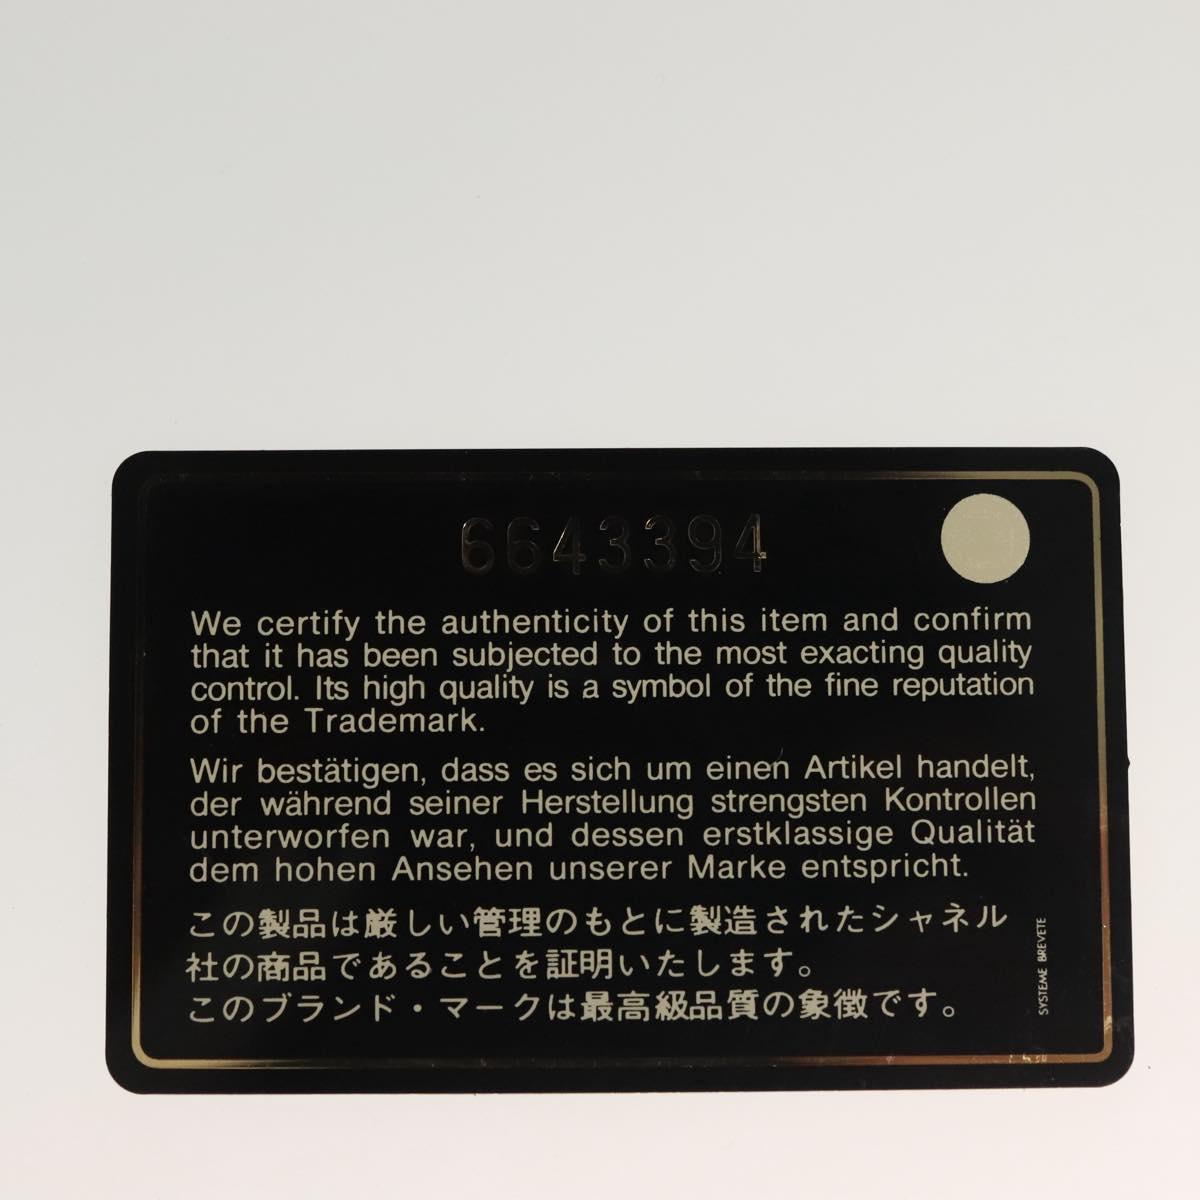 6643394
We certify the authenticity of this item and confirm
that it has been subjected to the most exacting quality
control. Its high quality is a symbol of the fine reputation
of the Trademark.
Wir bestätigen, dass es sich um einen Artikel handelt,
der während seiner Herstellung strengsten Kontrollen
unterworfen war, und dessen erstklassige Qualität
dem hohen Ansehen unserer Marke entspricht.
この製品は厳しい管理のもとに製造されたシャネル
社の商品であることを証明いたします。
このブランド・マークは最高級品質の象徴です。
SYSTEME BREVETE